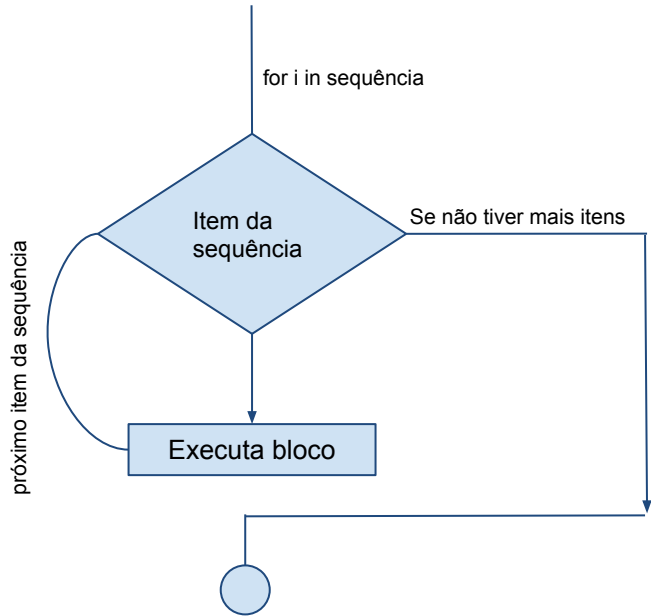 for i in sequência
Item da
sequência
Se não tiver mais itens
próximo item da sequência
Executa bloco